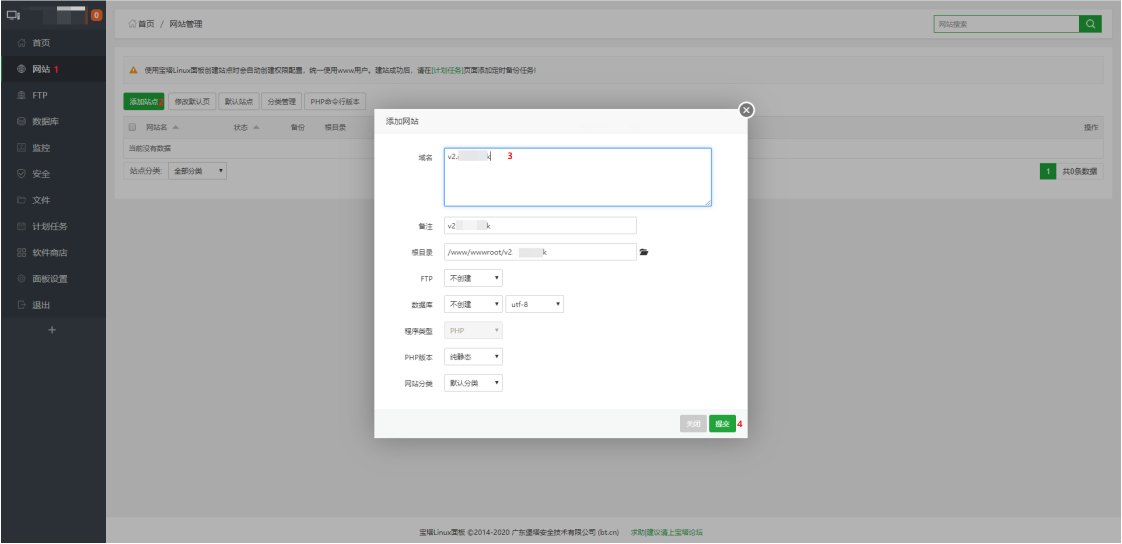 0
首页 / 网站管理
网站搜索
首页
网站 1
FTP
数据库
监控
安全
文件
计划任务
软件商店
面板设置
退出
+
使用宝塔Linux面板创建站点时会自动创建权限配置，统一使用www用户。建站成功后，请在[计划任务]页面添加定时备份任务!
添加站点 2 修改默认页 默认站点 分类管理 PHP命令行版本
网站名 状态 备份 根目录 操作
当前没有数据
站点分类: 全部分类
1 共0条数据
添加网站
域名 v2. k 3
备注 v2 k
根目录 /www/wwwroot/v2 k
FTP 不创建
数据库 不创建 utf-8
程序类型 PHP
PHP版本 纯静态
网站分类 默认分类
关闭 提交 4
宝塔Linux面板 ©2014-2020 广东堡塔安全技术有限公司 (bt.cn) 求助|建议请上宝塔论坛